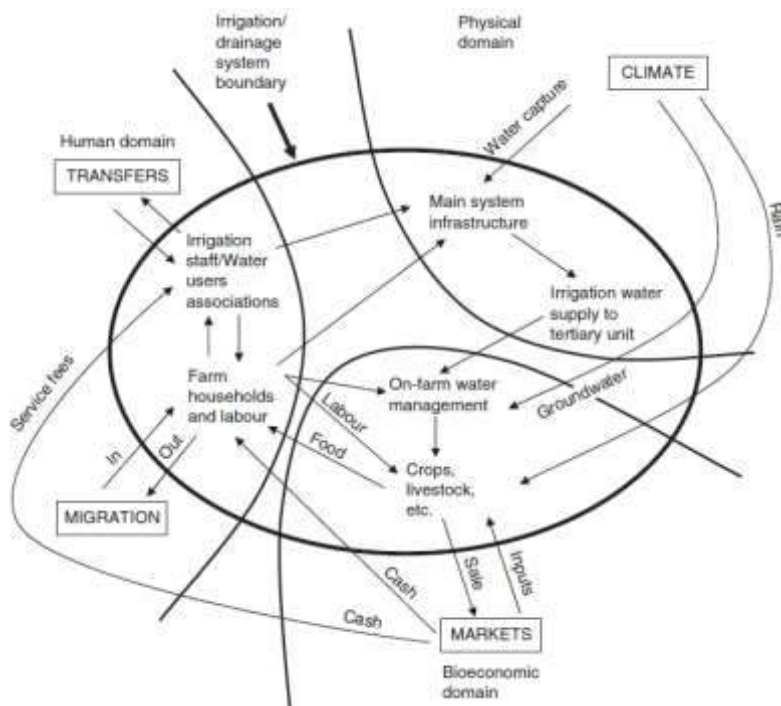 Irrigation/
drainage
system
boundary
Physical
domain
CLIMATE
Water capture
Human domain
TRANSFERS
Main system
infrastructure
Rain
Irrigation
staff/Water
users
associations
Irrigation water
supply to
tertiary unit
Service fees
Farm
households
and labour
On-farm water
management
Groundwater
Labour
Food
In
Out
Crops,
livestock,
etc.
MIGRATION
Sale
Inputs
Cash
Cash
MARKETS
Bioeconomic
domain